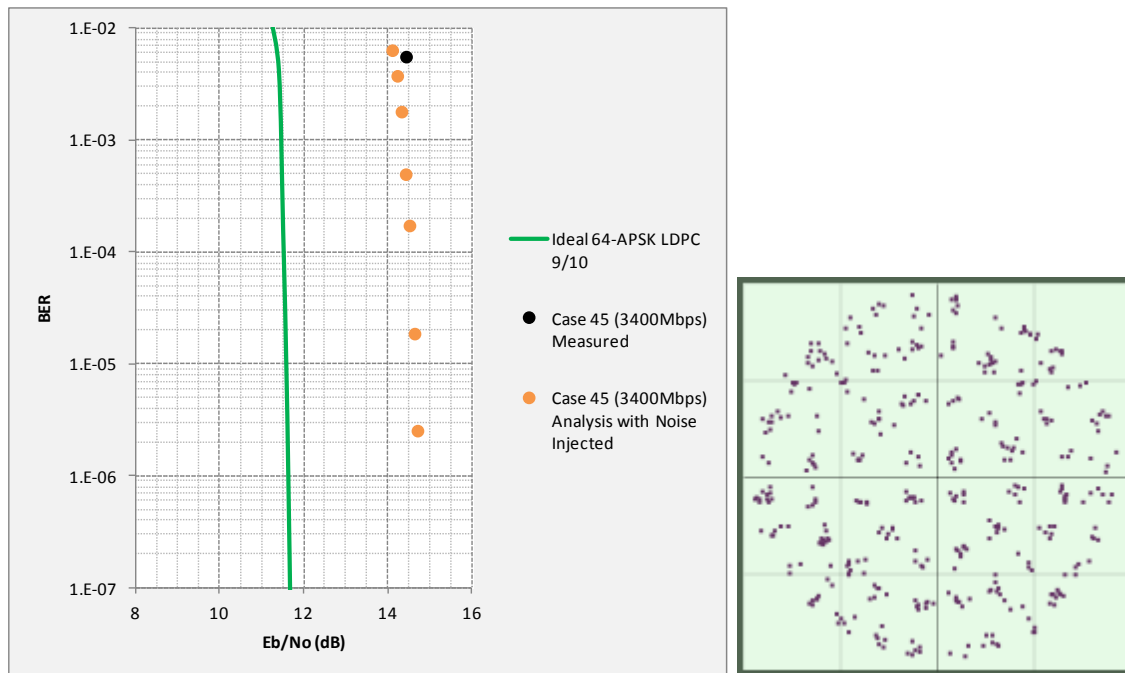 1.E-02
1.E-03
1.E-04
1.E-05
1.E-06
1.E-07
BER
8
10
12
14
16
Eb/No (dB)
Ideal 64-APSK LDPC
9/10
Case 45 (3400Mbps)
Measured
Case 45 (3400Mbps)
Analysis with Noise
Injected